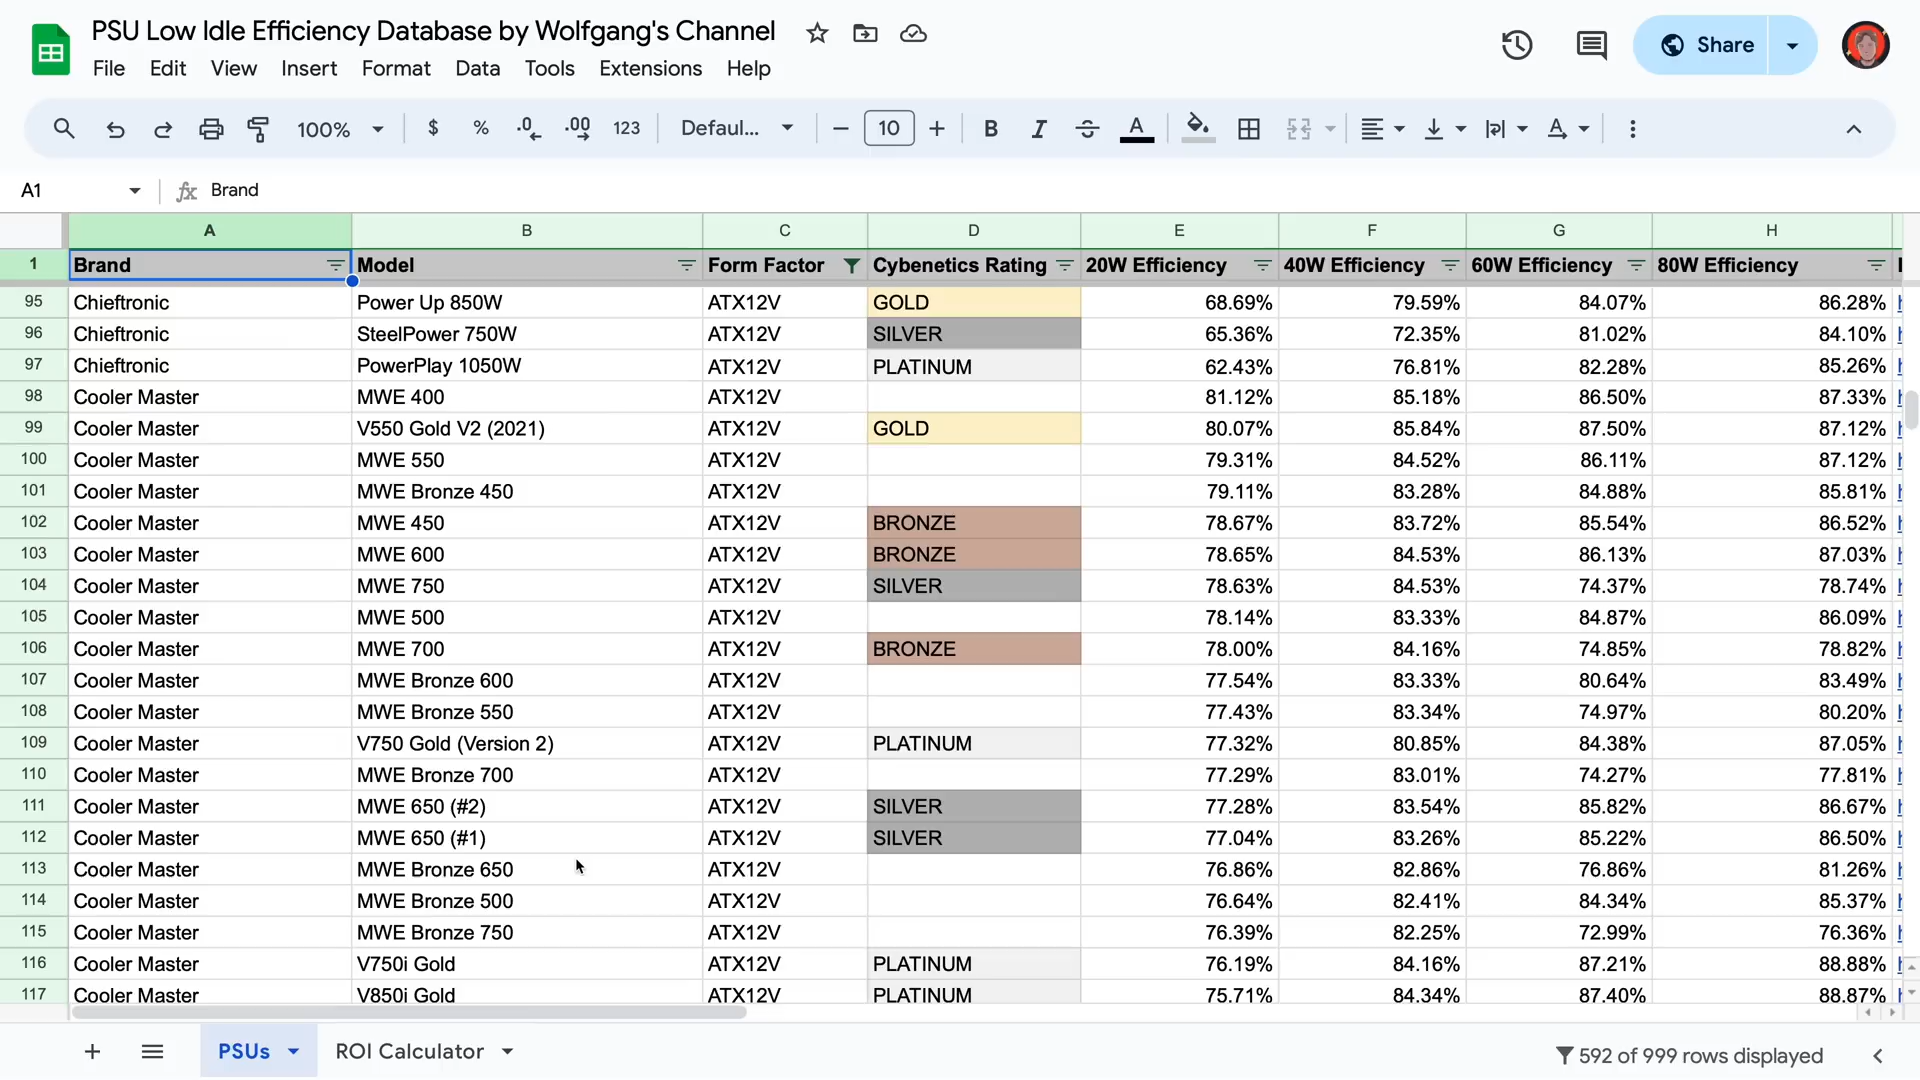 PSU Low Idle Efficiency Database by Wolfgang's Channel
File Edit View Insert Format Data Tools Extensions Help
Share
100% $ % .0 .00 123 Defaul... 10 B I A
A1 fx Brand
A B C D E F G H
1 Brand Model Form Factor Cybenetics Rating 20W Efficiency 40W Efficiency 60W Efficiency 80W Efficiency
95 Chieftronic Power Up 850W ATX12V GOLD 68.69% 79.59% 84.07% 86.28%
96 Chieftronic SteelPower 750W ATX12V SILVER 65.36% 72.35% 81.02% 84.10%
97 Chieftronic PowerPlay 1050W ATX12V PLATINUM 62.43% 76.81% 82.28% 85.26%
98 Cooler Master MWE 400 ATX12V 81.12% 85.18% 86.50% 87.33%
99 Cooler Master V550 Gold V2 (2021) ATX12V GOLD 80.07% 85.84% 87.50% 87.12%
100 Cooler Master MWE 550 ATX12V 79.31% 84.52% 86.11% 87.12%
101 Cooler Master MWE Bronze 450 ATX12V 79.11% 83.28% 84.88% 85.81%
102 Cooler Master MWE 450 ATX12V BRONZE 78.67% 83.72% 85.54% 86.52%
103 Cooler Master MWE 600 ATX12V BRONZE 78.65% 84.53% 86.13% 87.03%
104 Cooler Master MWE 750 ATX12V SILVER 78.63% 84.53% 74.37% 78.74%
105 Cooler Master MWE 500 ATX12V 78.14% 83.33% 84.87% 86.09%
106 Cooler Master MWE 700 ATX12V BRONZE 78.00% 84.16% 74.85% 78.82%
107 Cooler Master MWE Bronze 600 ATX12V 77.54% 83.33% 80.64% 83.49%
108 Cooler Master MWE Bronze 550 ATX12V 77.43% 83.34% 74.97% 80.20%
109 Cooler Master V750 Gold (Version 2) ATX12V PLATINUM 77.32% 80.85% 84.38% 87.05%
110 Cooler Master MWE Bronze 700 ATX12V 77.29% 83.01% 74.27% 77.81%
111 Cooler Master MWE 650 (#2) ATX12V SILVER 77.28% 83.54% 85.82% 86.67%
112 Cooler Master MWE 650 (#1) ATX12V SILVER 77.04% 83.26% 85.22% 86.50%
113 Cooler Master MWE Bronze 650 ATX12V 76.86% 82.86% 76.86% 81.26%
114 Cooler Master MWE Bronze 500 ATX12V 76.64% 82.41% 84.34% 85.37%
115 Cooler Master MWE Bronze 750 ATX12V 76.39% 82.25% 72.99% 76.36%
116 Cooler Master V750i Gold ATX12V PLATINUM 76.19% 84.16% 87.21% 88.88%
117 Cooler Master V850i Gold ATX12V PLATINUM 75.71% 84.34% 87.40% 88.87%
PSUs ROI Calculator 592 of 999 rows displayed